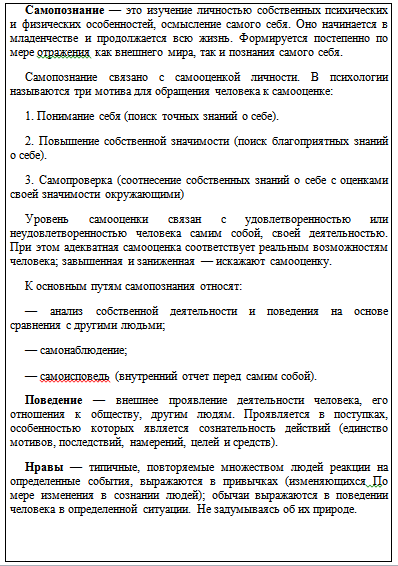 Самопознание — это изучение личностью собственных психических
и физических особенностей, осмысление самого себя. Оно начинается в
младенчестве и продолжается всю жизнь. Формируется постепенно по
мере отражения как внешнего мира, так и познания самого себя.
Самопознание связано с самооценкой личности. В психологии
называются три мотива для обращения человека к самооценке:
1. Понимание себя (поиск точных знаний о себе).
2. Повышение собственной значимости (поиск благоприятных знаний
о себе).
3. Самопроверка (соотнесение собственных знаний о себе с оценками
своей значимости окружающими)
Уровень самооценки связан с удовлетворенностью или
неудовлетворенностью человека самим собой, своей деятельностью.
При этом адекватная самооценка соответствует реальным возможностям
человека; завышенная и заниженная — искажают самооценку.
К основным путям самопознания относят:
— анализ собственной деятельности и поведения на основе
сравнения с другими людьми;
— самонаблюдение;
— самоисповедь (внутренний отчет перед самим собой).
Поведение — внешнее проявление деятельности человека, его
отношения к обществу, другим людям. Проявляется в поступках,
особенностью которых является сознательность действий (единство
мотивов, последствий, намерений, целей и средств).
Нравы — типичные, повторяемые множеством людей реакции на
определенные события, выражаются в привычках (изменяющихся По
мере изменения в сознании людей); обычаи выражаются в поведении
человека в определенной ситуации. Не задумываясь об их природе.